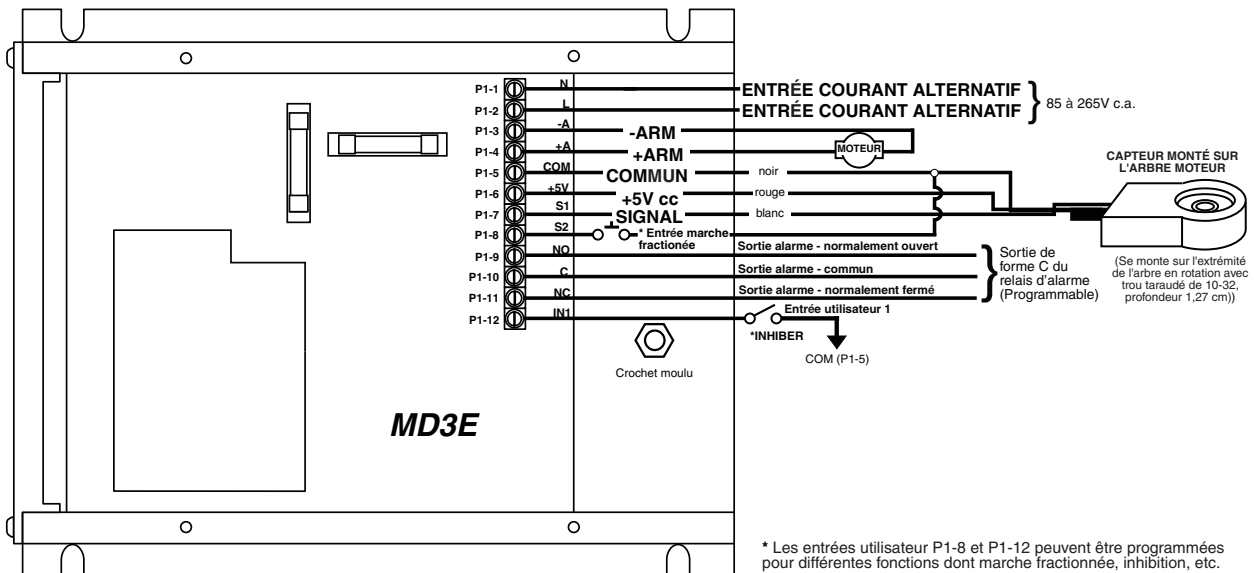 P1-1 N ENTRÉE COURANT ALTERNATIF
P1-2 L ENTRÉE COURANT ALTERNATIF
85 à 265V c.a.
P1-3 -A -ARM
P1-4 +A +ARM
MOTEUR
P1-5 COM COMMUN noir
P1-6 +5V +5V cc rouge
P1-7 S1 SIGNAL blanc
P1-8 S2 * Entrée marche
fractionée
P1-9 NO Sortie alarme - normalement ouvert
P1-10 C Sortie alarme - commun
P1-11 NC Sortie alarme - normalement fermé
P1-12 IN1 Entrée utilisateur 1
*INHIBER
COM (P1-5)
Sortie de
forme C du
relais d'alarme
(Programmable)
CAPTEUR MONTÉ SUR
L'ARBRE MOTEUR
(Se monte sur l'extrémité
de l'arbre en rotation avec
trou taraudé de 10-32,
profondeur 1,27 cm))
Crochet moulu
MD3E
* Les entrées utilisateur P1-8 et P1-12 peuvent être programmées
pour différentes fonctions dont marche fractionnée, inhibition, etc.